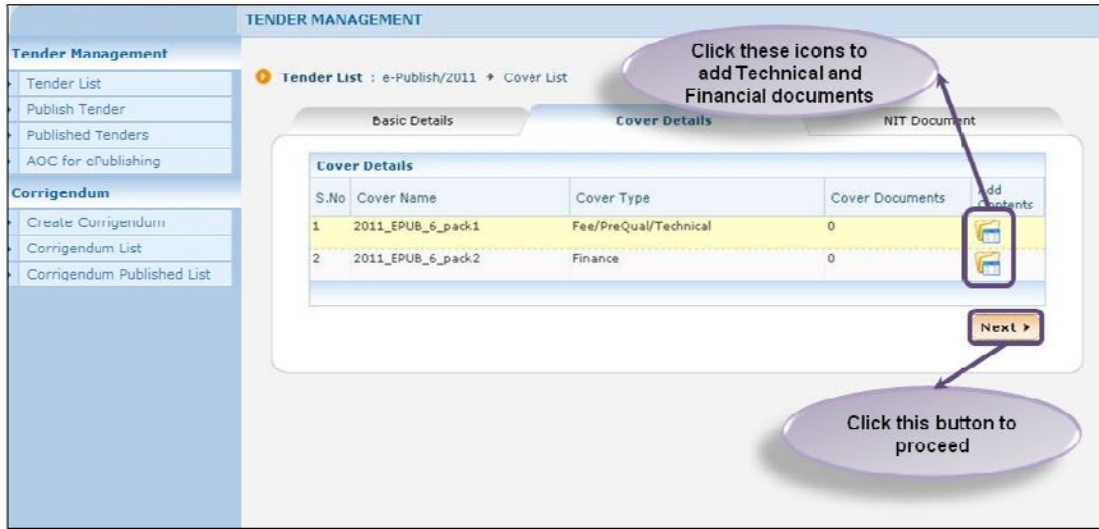 TENDER MANAGEMENT
Tender Management
Tender List
Publish Tender
Published Tenders
AOC for ePublishing
Corrigendum
Create Corrigendum
Corrigendum List
Corrigendum Published List
Tender List : e-Publish/2011 Cover List
Click these icons to
add Technical and
Financial documents
Basic Details Cover Details NIT Document
Cover Details
S.No Cover Name Cover Type Cover Documents Add Contents
1 2011_EPUB_6_pack1 Fee/PreQual/Technical 0
2 2011_EPUB_6_pack2 Finance 0
Next
Click this button to
proceed